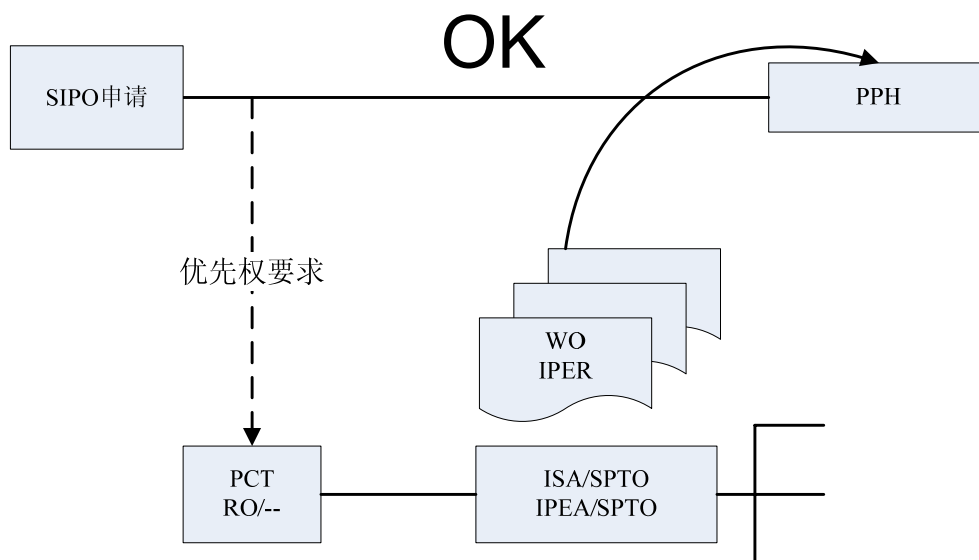 OK
SIPO申请
PPH
优先权要求
WO
IPER
PCT
RO/--
ISA/SPTO
IPEA/SPTO